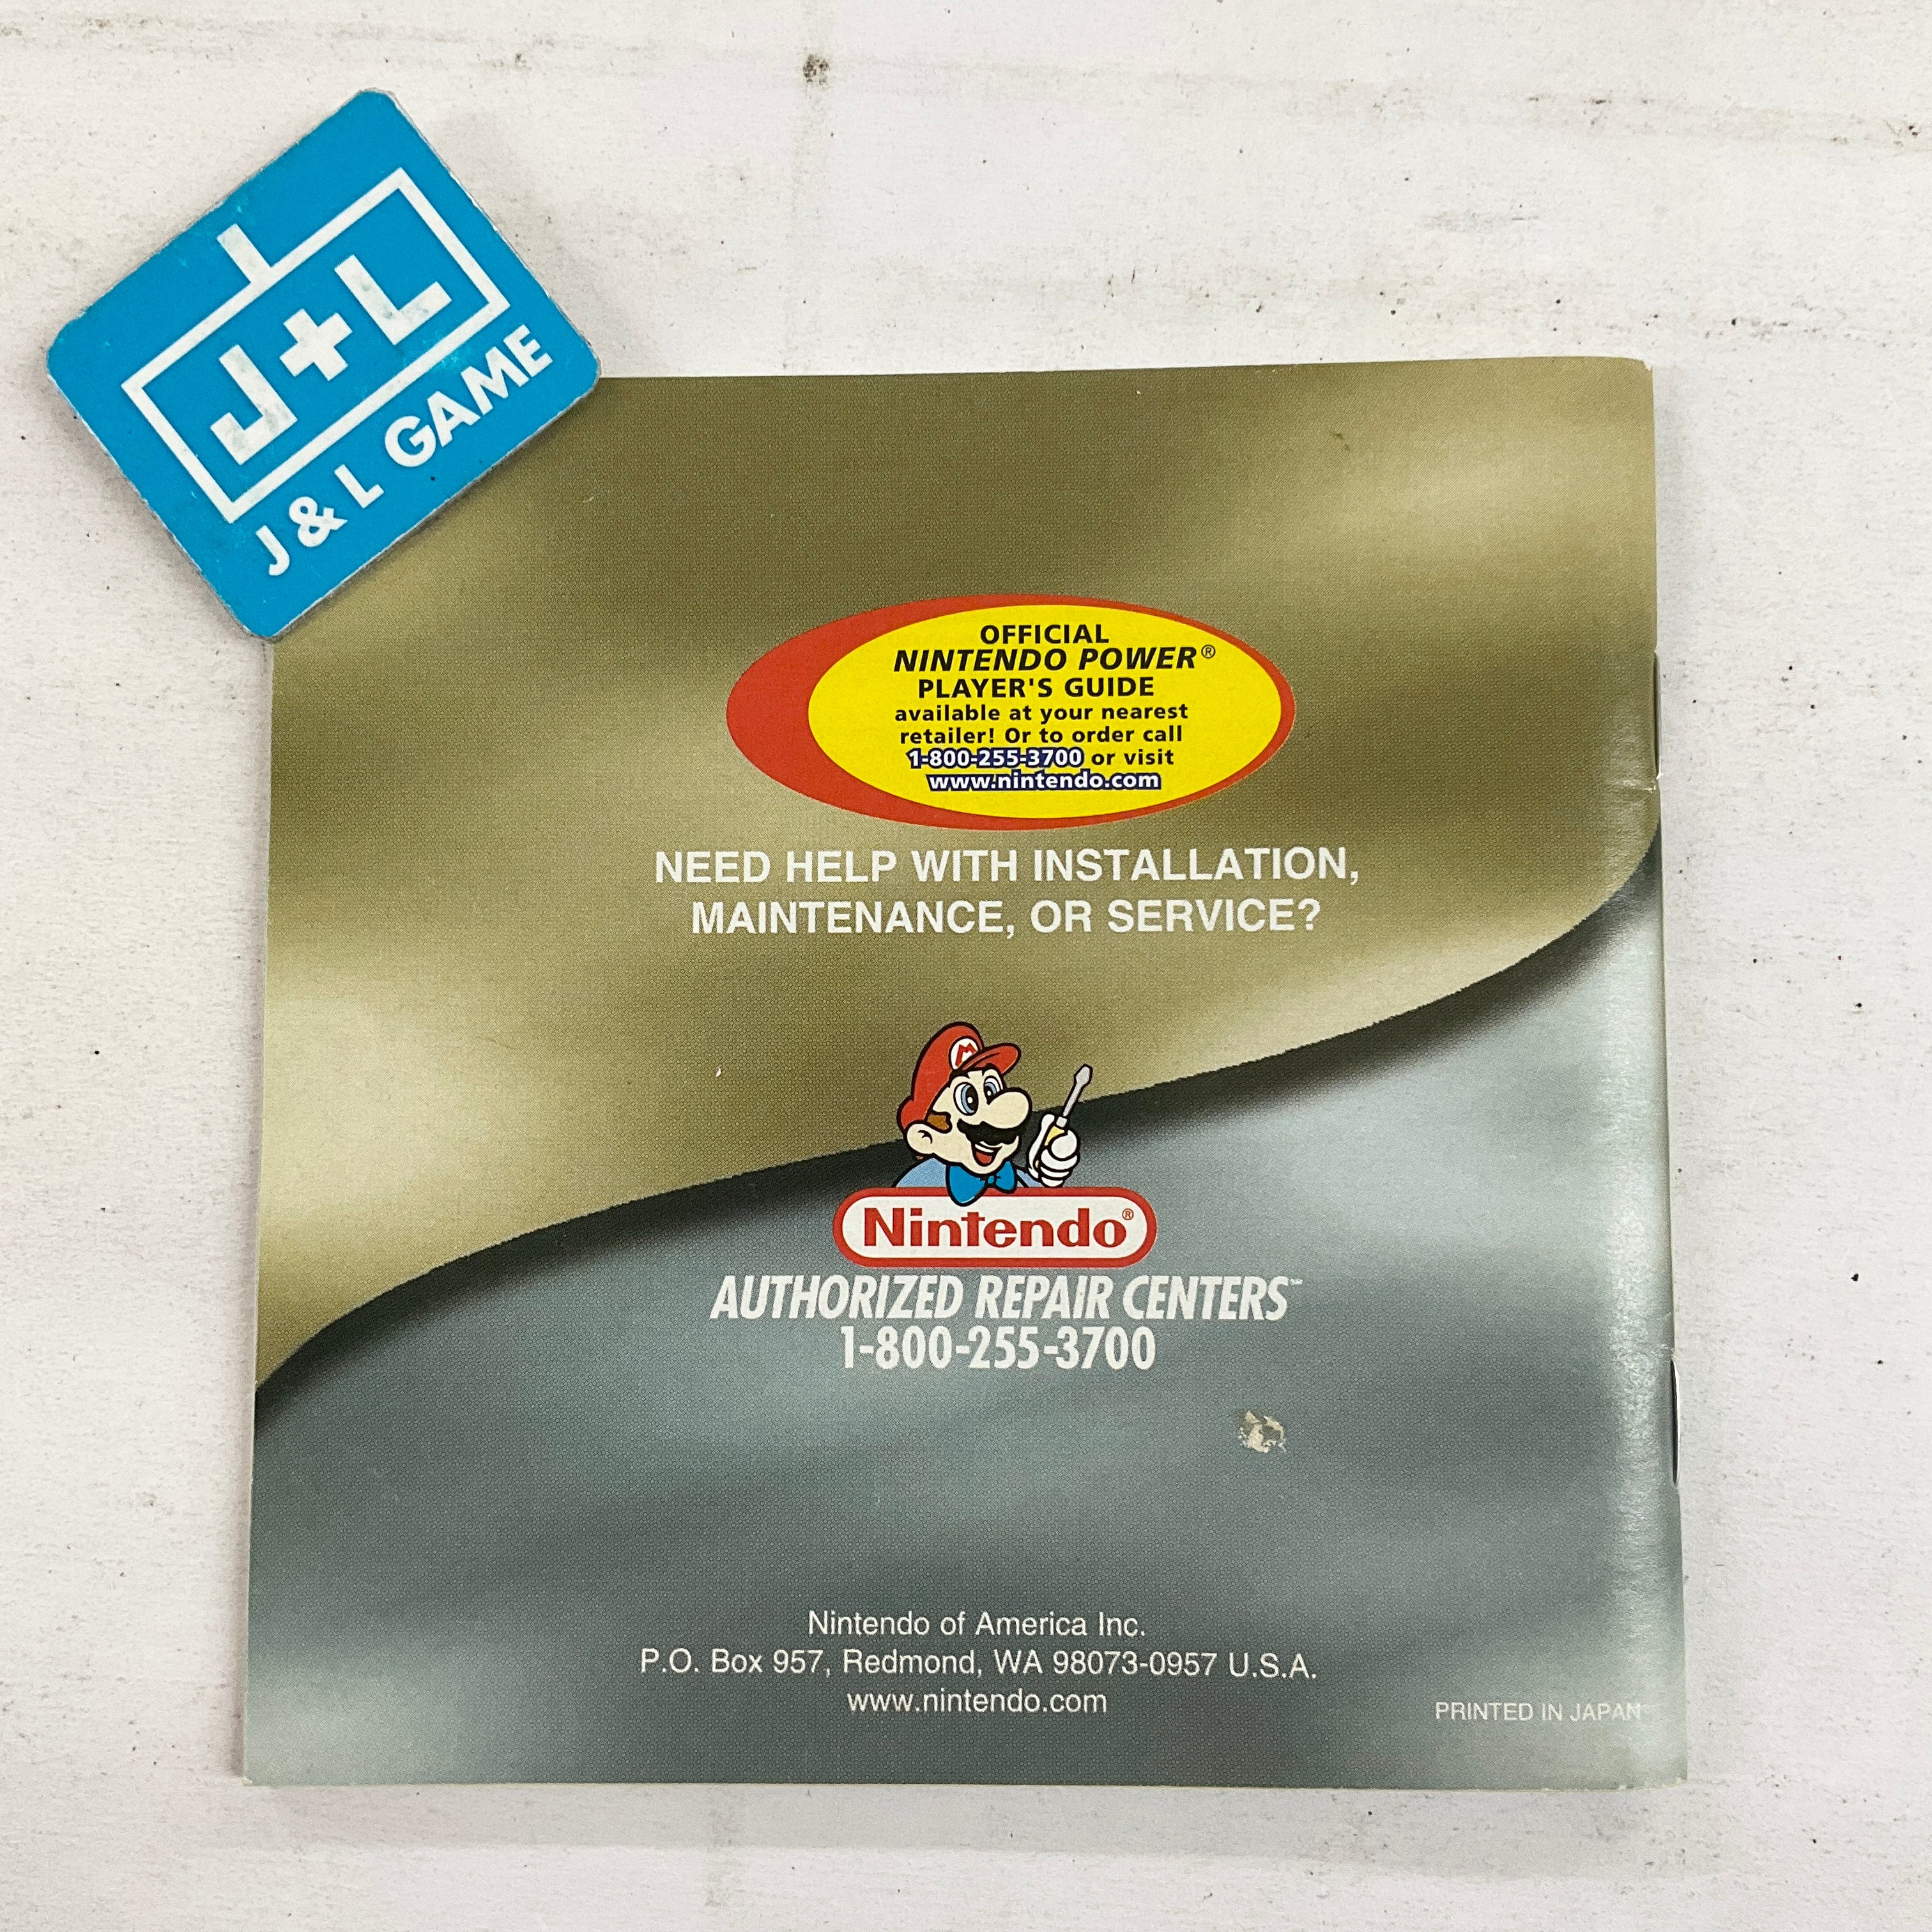 J+L
J & L GAME
OFFICIAL
NINTENDO POWER®
PLAYER'S GUIDE
available at your nearest
retailer! Or to order call
1-800-255-3700 or visit
www.nintendo.com
NEED HELP WITH INSTALLATION,
MAINTENANCE, OR SERVICE?
M
Nintendo®
AUTHORIZED REPAIR CENTERS℠
1-800-255-3700
Nintendo of America Inc.
P.O. Box 957, Redmond, WA 98073-0957 U.S.A.
www.nintendo.com
PRINTED IN JAPAN